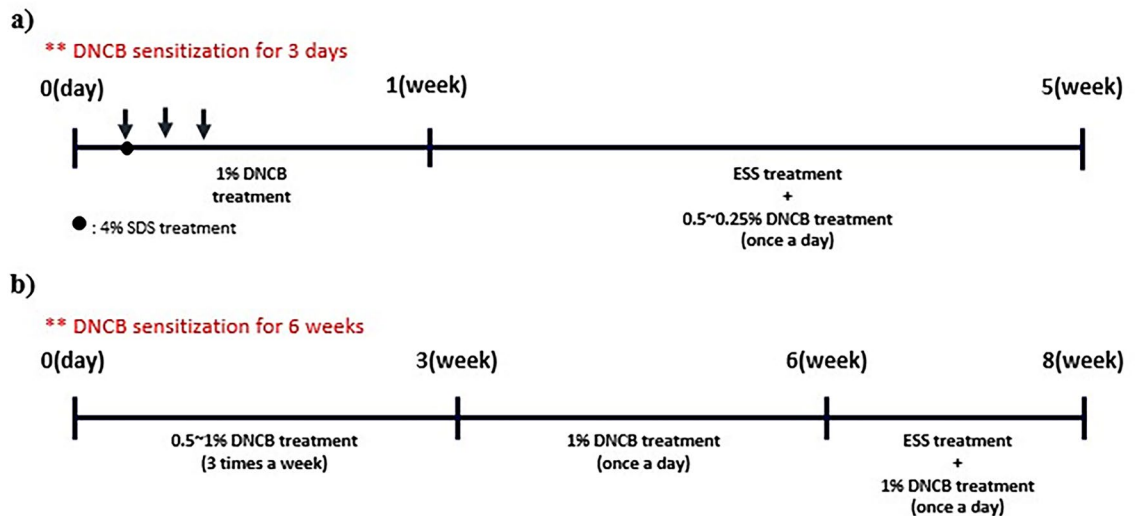 a)
** DNCB sensitization for 3 days
0(day) 1(week) 5(week)
1% DNCB
treatment
● : 4% SDS treatment
ESS treatment
+
0.5~0.25% DNCB treatment
(once a day)
b)
** DNCB sensitization for 6 weeks
0(day) 3(week) 6(week) 8(week)
0.5~1% DNCB treatment
(3 times a week)
1% DNCB treatment
(once a day)
ESS treatment
+
1% DNCB treatment
(once a day)